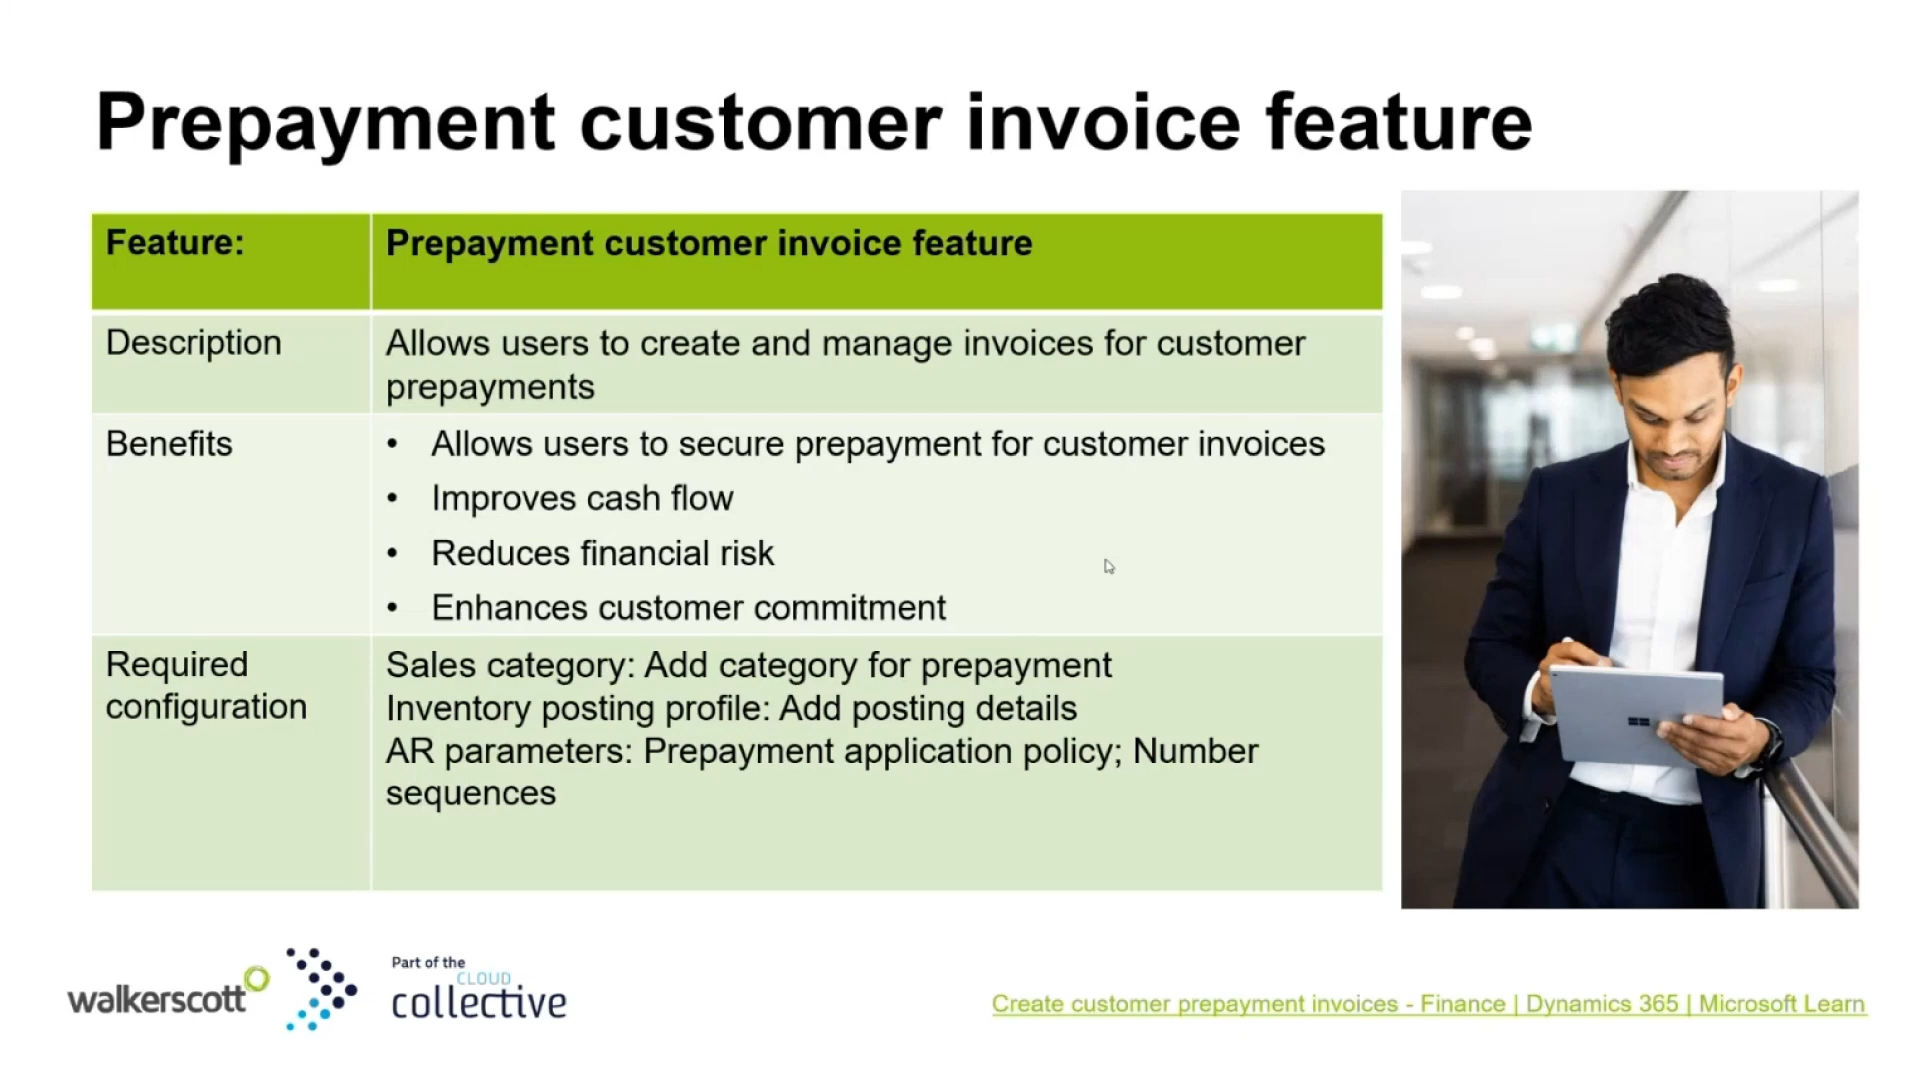 Prepayment customer invoice feature
Feature:
Prepayment customer invoice feature
Description
Allows users to create and manage invoices for customer
prepayments
Benefits
• Allows users to secure prepayment for customer invoices
• Improves cash flow
• Reduces financial risk
• Enhances customer commitment
Required
configuration
Sales category: Add category for prepayment
Inventory posting profile: Add posting details
AR parameters: Prepayment application policy; Number
sequences
walkerscott
Part of the
CLOUD
collective
Create customer prepayment invoices - Finance | Dynamics 365 | Microsoft Learn